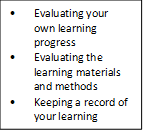 • Evaluating your
own learning
progress
• Evaluating the
learning materials
and methods
• Keeping a record of
your learning